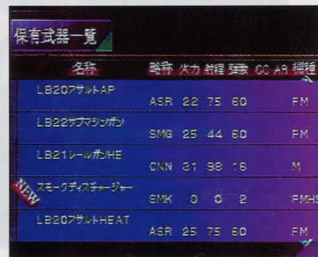 保有武器一覧
名称 略称 火力 射程 弾数 CC AR 機種
LB20アサルトAP ASR 22 75 60 FM
LB22サブマシンガン SMG 25 44 60 FM
LB21レールガンHE CNN 31 98 16 M
NEW スモークディスチャージャー SMK 0 0 2 FMHS
LB20アサルトHEAT ASR 25 75 60 FM